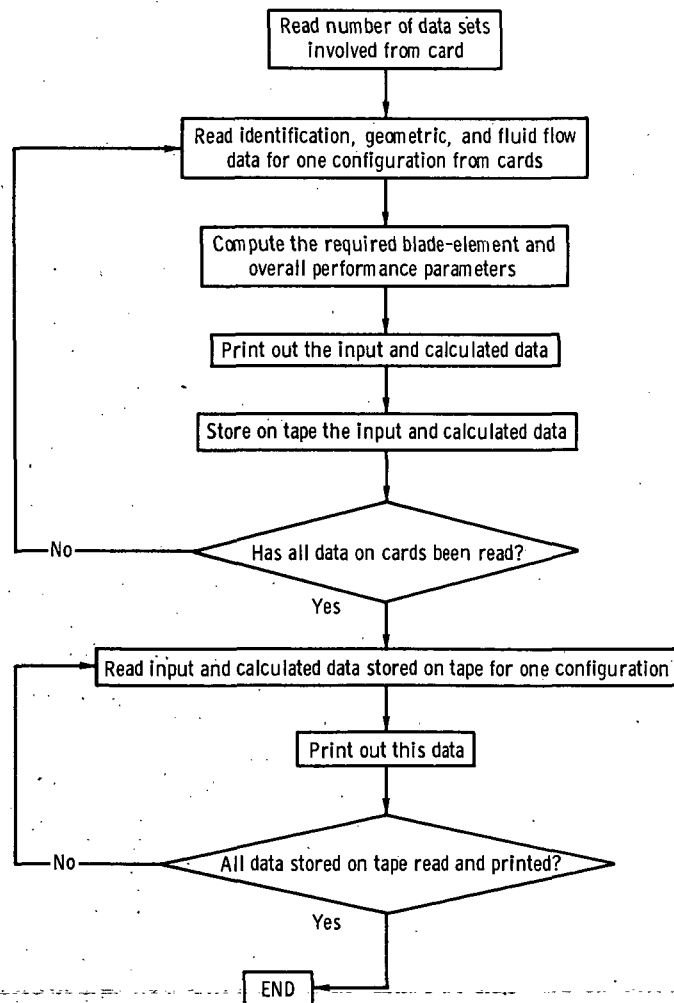 Read number of data sets
involved from card
Read identification, geometric, and fluid flow
data for one configuration from cards
Compute the required blade-element and
overall performance parameters
Print out the input and calculated data
Store on tape the input and calculated data
Has all data on cards been read?
No
Yes
Read input and calculated data stored on tape for one configuration
Print out this data
All data stored on tape read and printed?
No
Yes
END